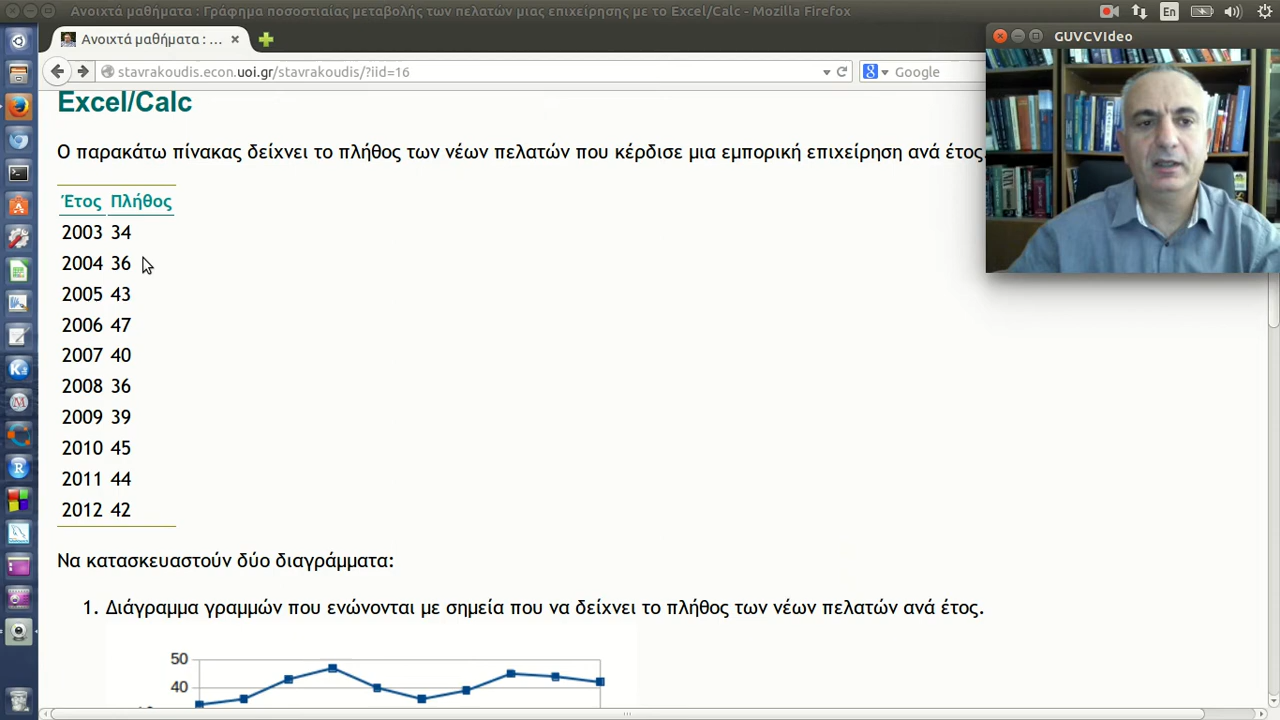 Ανοιχτά μαθήματα : Γράφημα ποσοστιαίας μεταβολής των πελατών μιας επιχείρησης με το Excel/Calc - Mozilla Firefox
En
Ανοιχτά μαθήματα : ...
GUVCVIdeo
stavrakoudis.econ.uoi.gr/stavrakoudis/?iid=16
Google
Excel/Calc
Ο παρακάτω πίνακας δείχνει το πλήθος των νέων πελατών που κέρδισε μια εμπορική επιχείρηση ανά έτος.
Έτος Πλήθος
2003 34
2004 36
2005 43
2006 47
2007 40
2008 36
2009 39
2010 45
2011 44
2012 42
Να κατασκευαστούν δύο διαγράμματα:
1. Διάγραμμα γραμμών που ενώνονται με σημεία που να δείχνει το πλήθος των νέων πελατών ανά έτος.
50
40